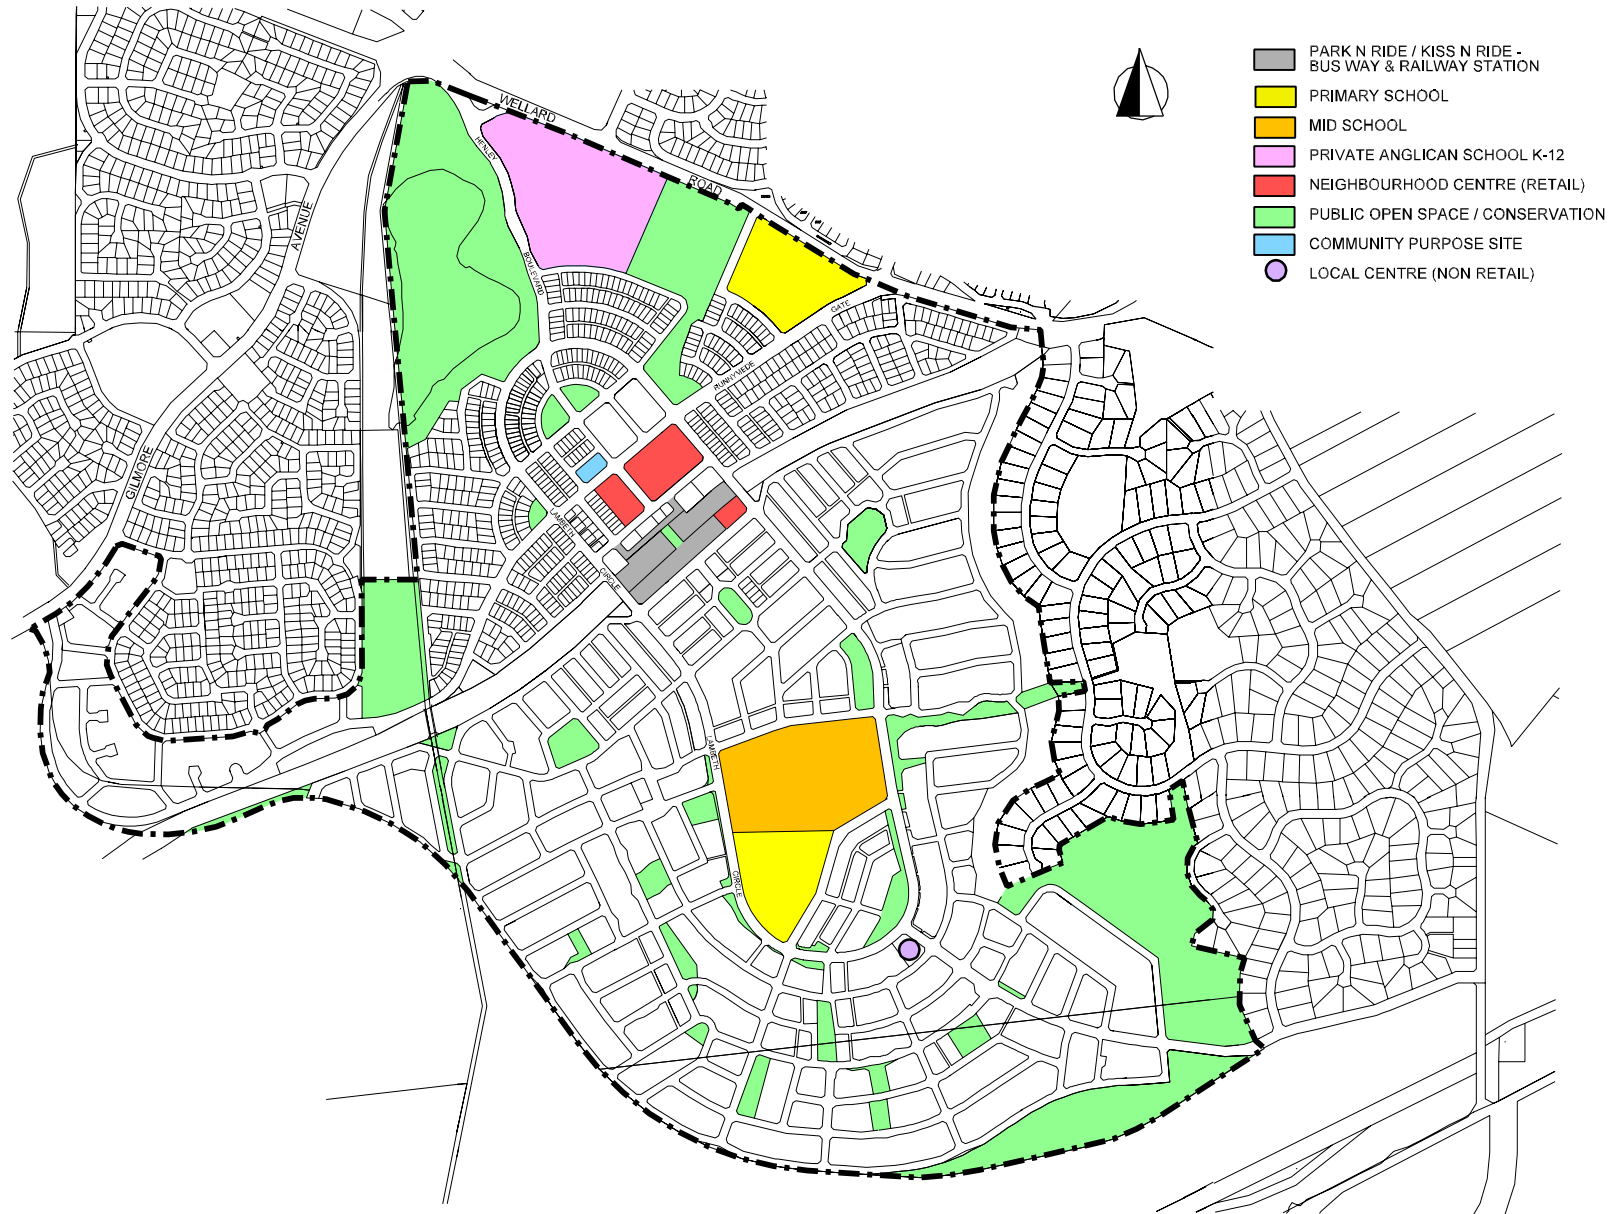 PARK N RIDE / KISS N RIDE -
BUS WAY & RAILWAY STATION
PRIMARY SCHOOL
MID SCHOOL
PRIVATE ANGLICAN SCHOOL K-12
NEIGHBOURHOOD CENTRE (RETAIL)
PUBLIC OPEN SPACE / CONSERVATION
COMMUNITY PURPOSE SITE
LOCAL CENTRE (NON RETAIL)
WELLARD
ROAD
HENLEY
BOULEVARD
AVENUE
GILMORE
GATE
RUNNYMEDE
LAMBETH
CIRCLE
LAMBETH
CIRCLE